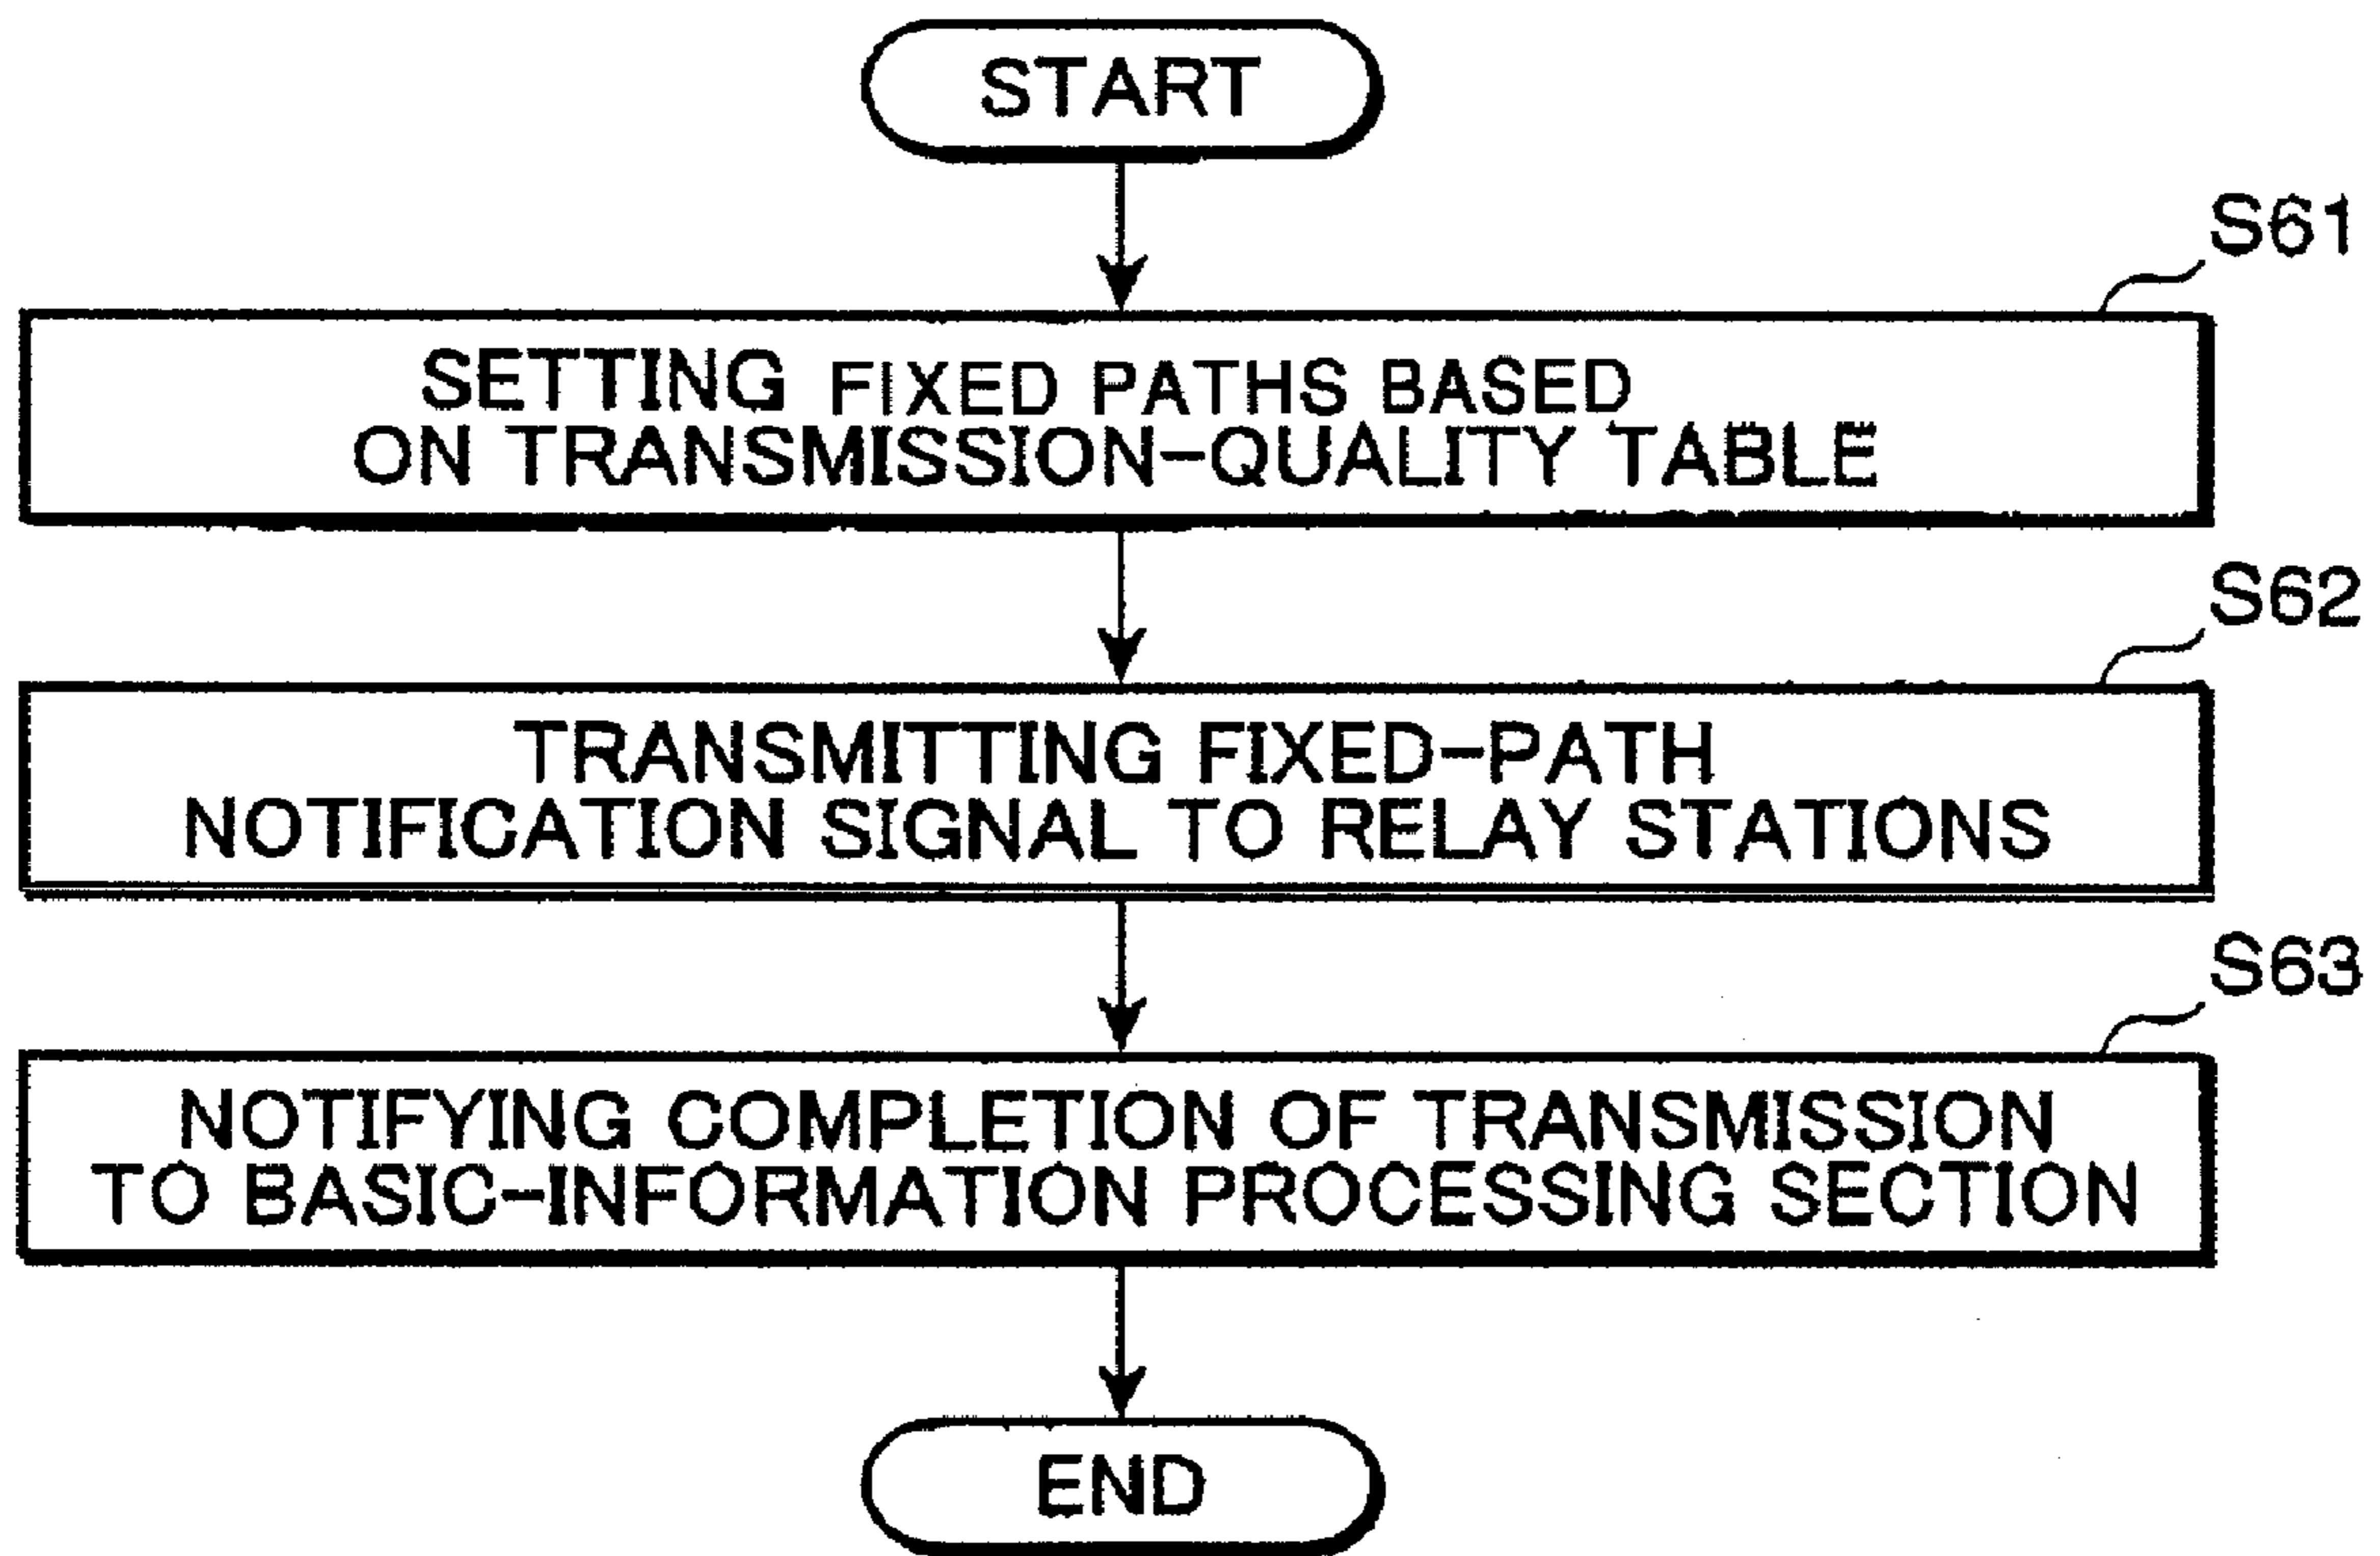 START
S61
SETTING FIXED PATHS BASED
ON TRANSMISSION-QUALITY TABLE
S62
TRANSMITTING FIXED-PATH
NOTIFICATION SIGNAL TO RELAY STATIONS
S63
NOTIFYING COMPLETION OF TRANSMISSION
TO BASIC-INFORMATION PROCESSING SECTION
END